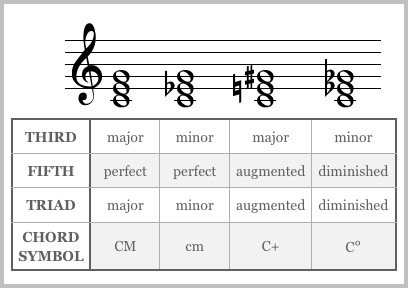 THIRD major minor major minor
FIFTH perfect perfect augmented diminished
TRIAD major minor augmented diminished
CHORD
SYMBOL CM cm C+ C°